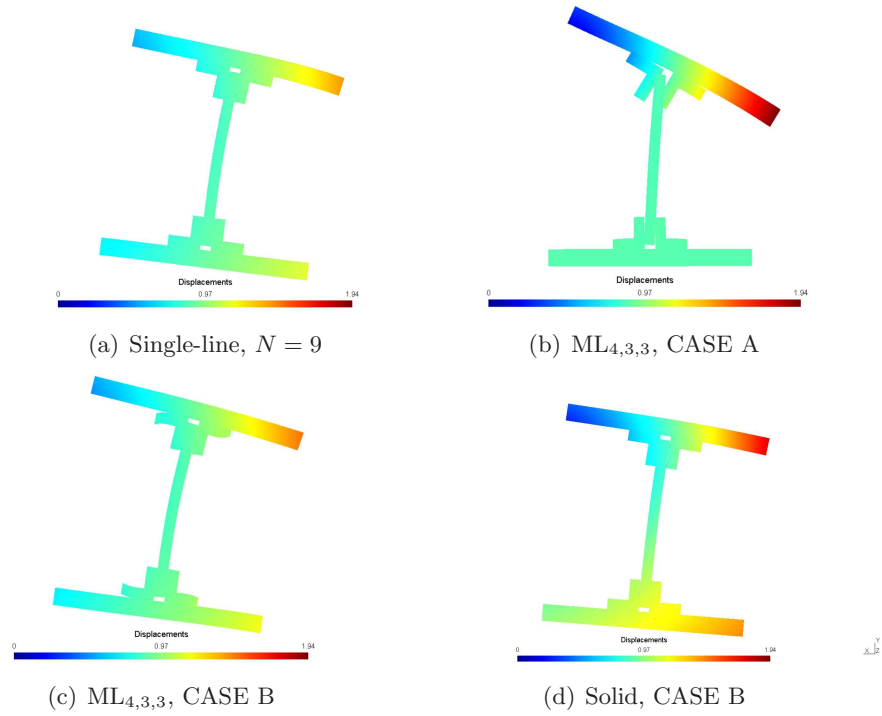 Displacements
0 0.97 1.94
(a) Single-line, N = 9
Displacements
0 0.97 1.94
(b) ML4,3,3, CASE A
Displacements
0 0.97 1.94
(c) ML4,3,3, CASE B
Displacements
0 0.97 1.94
(d) Solid, CASE B
Y
X Z